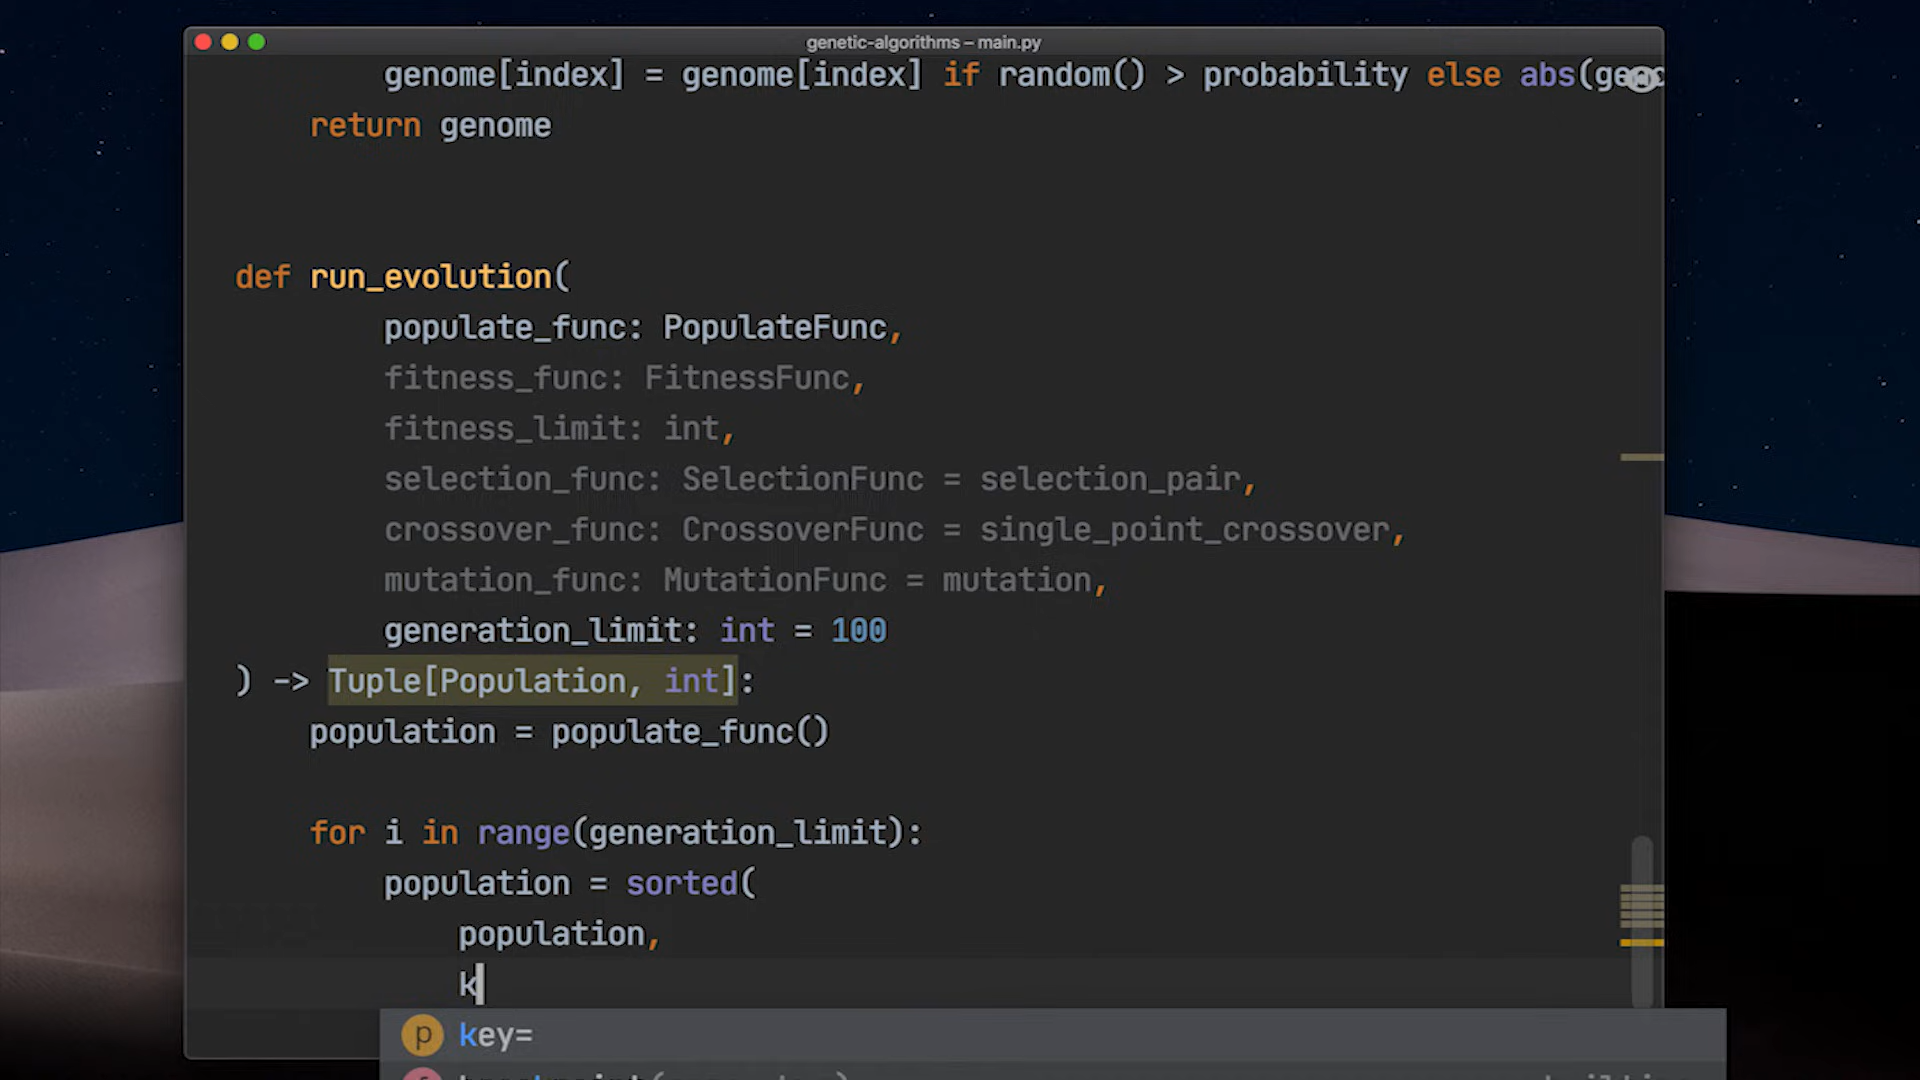 genetic-algorithms – main.py
genome[index] = genome[index] if random() > probability else abs(
return genome
def run_evolution(
populate_func: PopulateFunc,
fitness_func: FitnessFunc,
fitness_limit: int,
selection_func: SelectionFunc = selection_pair,
crossover_func: CrossoverFunc = single_point_crossover,
mutation_func: MutationFunc = mutation,
generation_limit: int = 100
) -> Tuple[Population, int]:
population = populate_func()
for i in range(generation_limit):
population = sorted(
population,
k
p key=